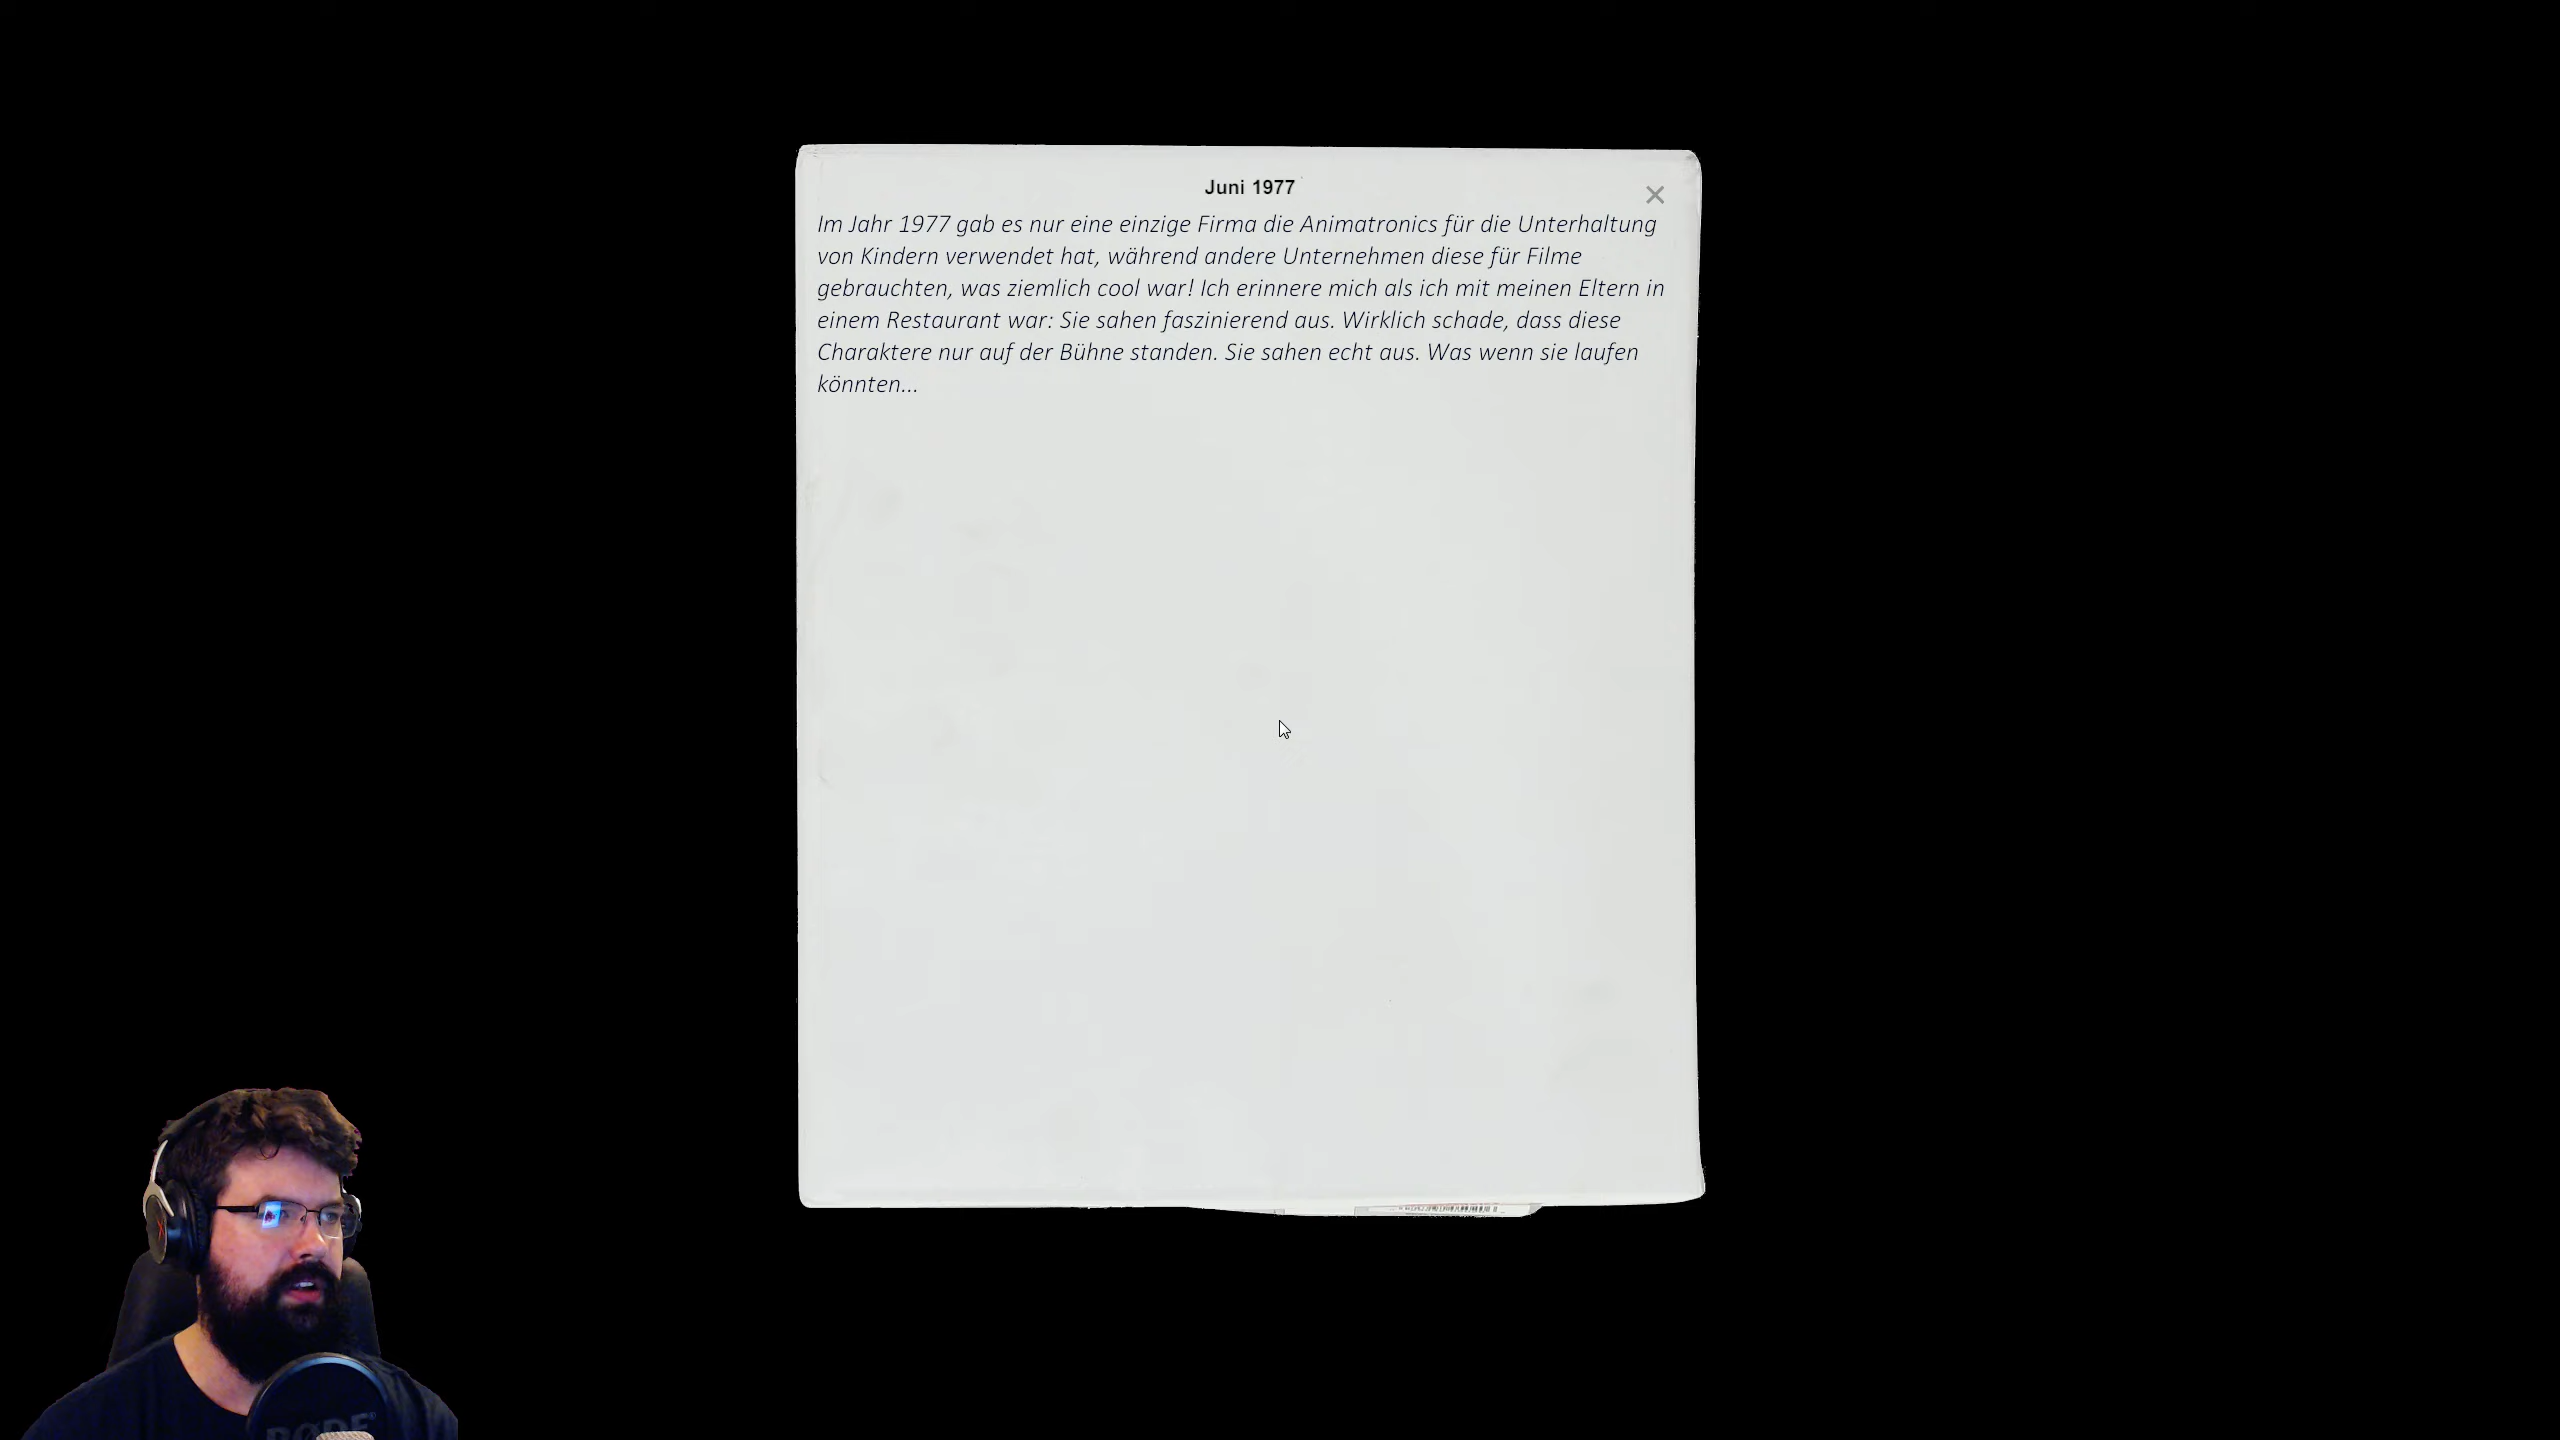 Juni 1977
Im Jahr 1977 gab es nur eine einzige Firma die Animatronics für die Unterhaltung
von Kindern verwendet hat, während andere Unternehmen diese für Filme
gebrauchten, was ziemlich cool war! Ich erinnere mich als ich mit meinen Eltern in
einem Restaurant war: Sie sahen faszinierend aus. Wirklich schade, dass diese
Charaktere nur auf der Bühne standen. Sie sahen echt aus. Was wenn sie laufen
könnten...
RØDE